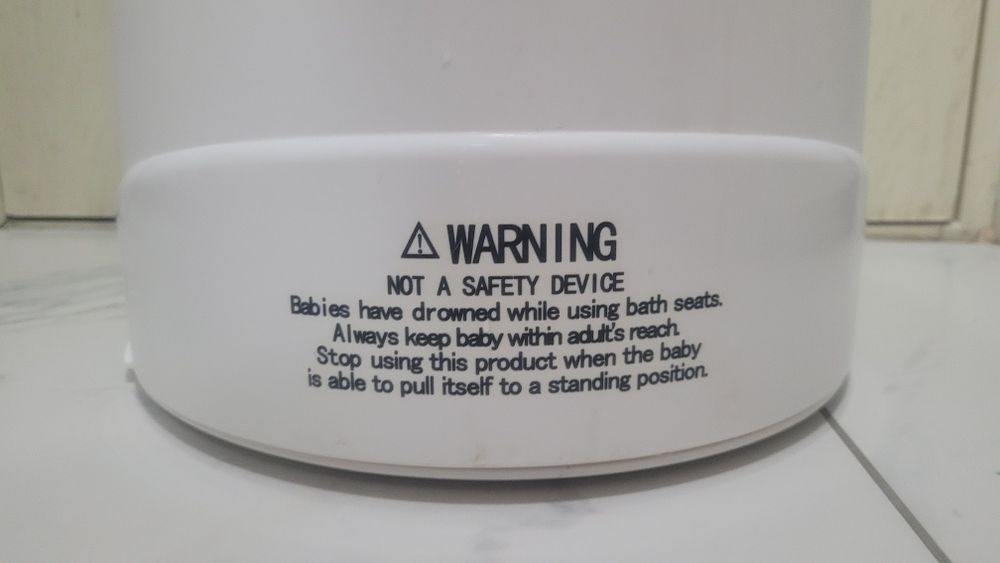 ⚠ WARNING
NOT A SAFETY DEVICE
Babies have drowned while using bath seats.
Always keep baby within adult's reach.
Stop using this product when the baby
is able to pull itself to a standing position.